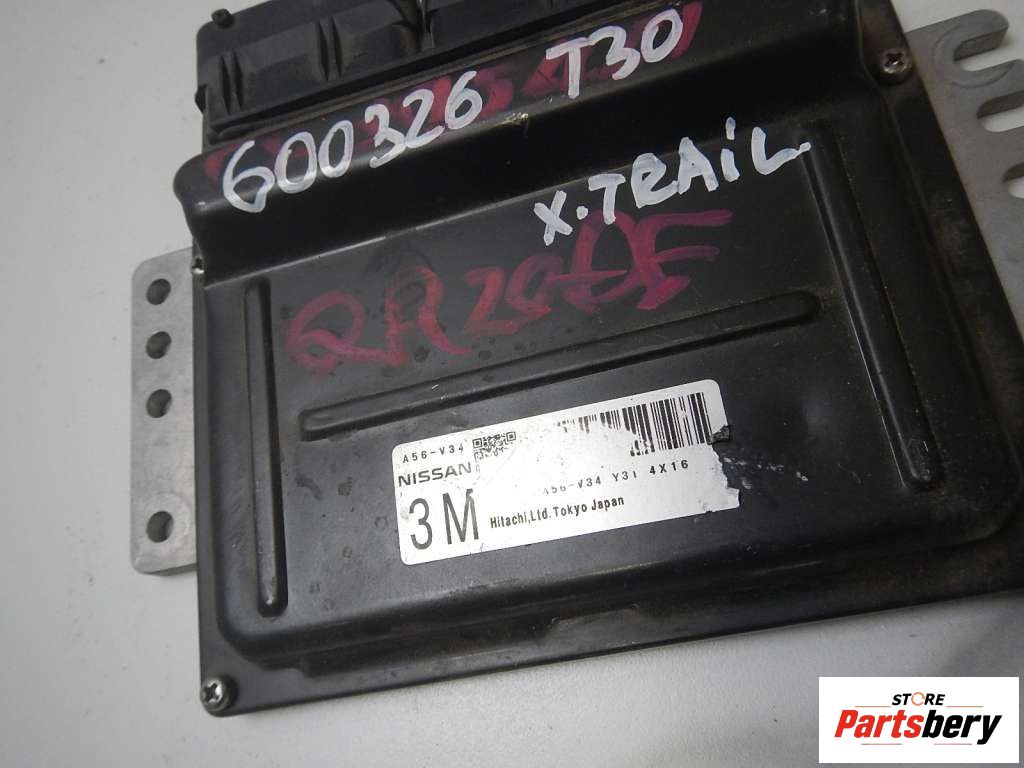 600326 T30
X-TRAiL
QR20DE
A56-V34
NISSAN
3M
A56-V34 Y31 4X16
Hitachi,Ltd.Tokyo Japan
STORE
Partsbery